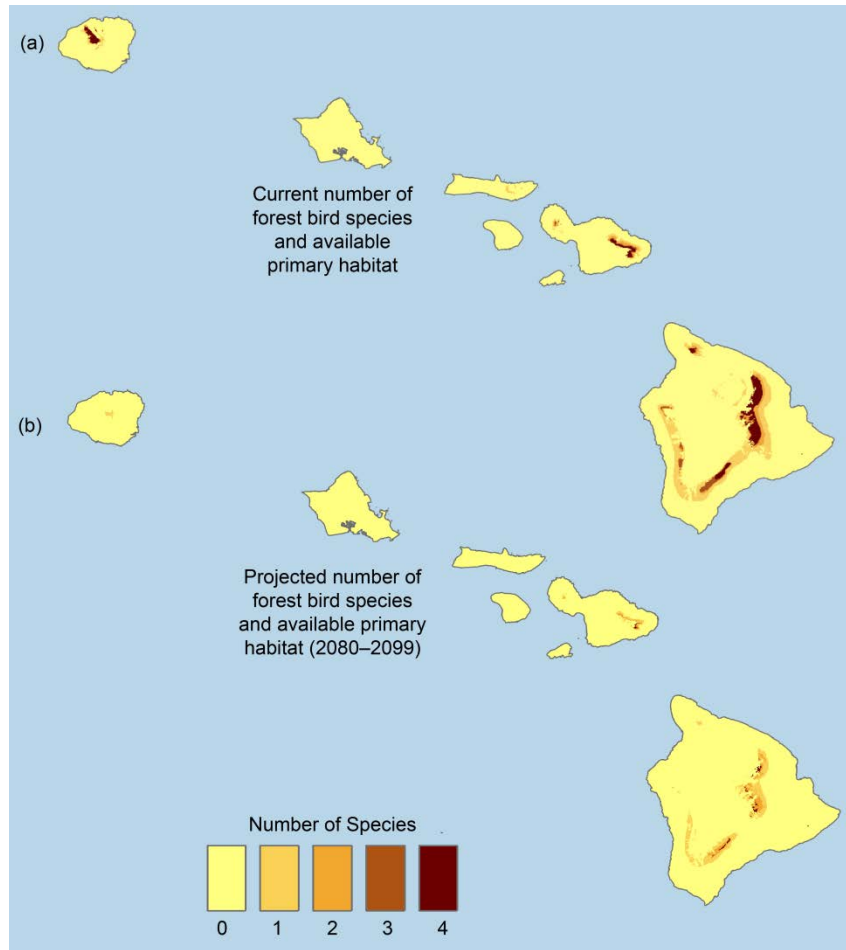 (a)
Current number of
forest bird species
and available
primary habitat
(b)
Projected number of
forest bird species
and available primary
habitat (2080–2099)
Number of Species
0 1 2 3 4